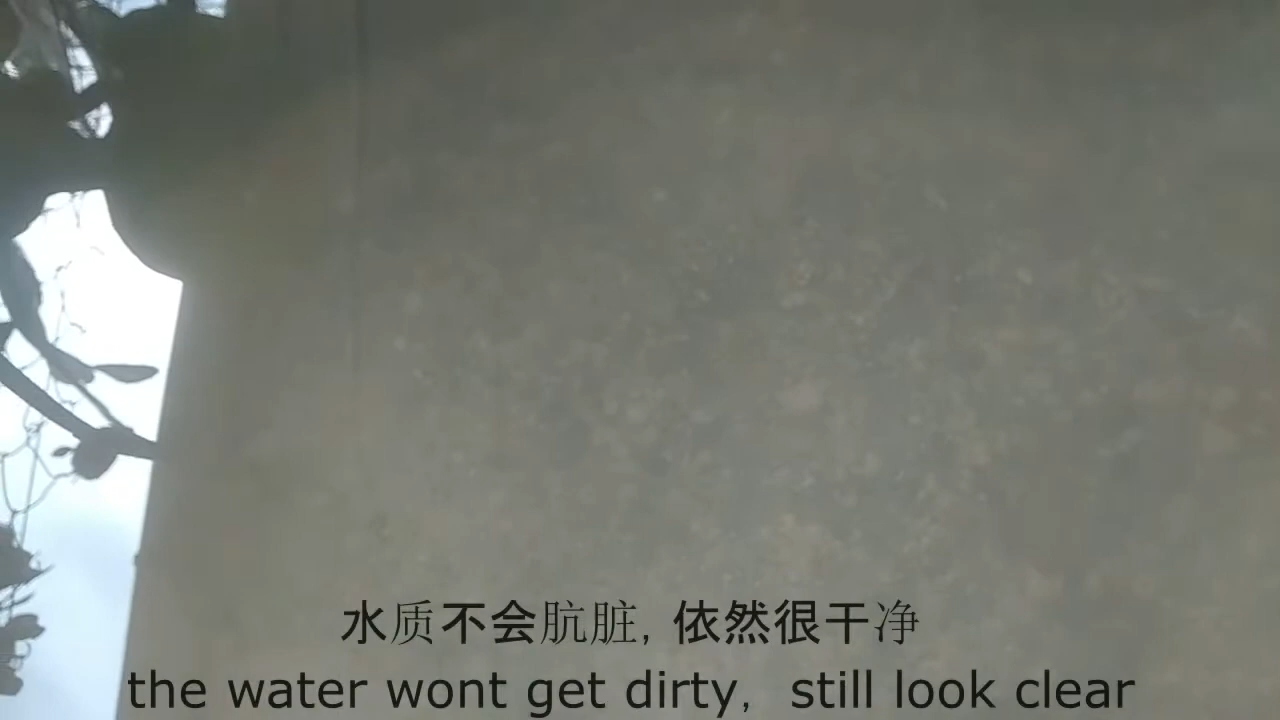 水质不会肮脏, 依然很干净
the water wont get dirty,  still look clear